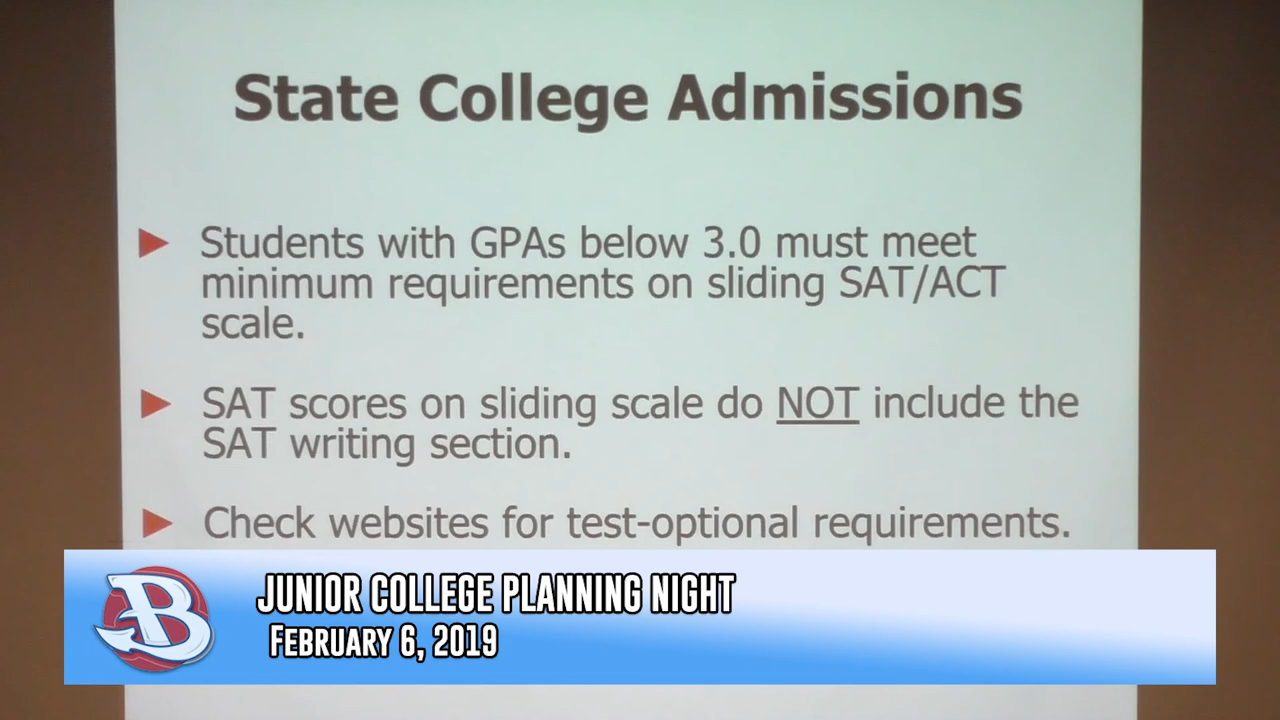 State College Admissions
Students with GPAs below 3.0 must meet
minimum requirements on sliding SAT/ACT
scale.
SAT scores on sliding scale do NOT include the
SAT writing section.
Check websites for test-optional requirements.
B
JUNIOR COLLEGE PLANNING NIGHT
FEBRUARY 6, 2019